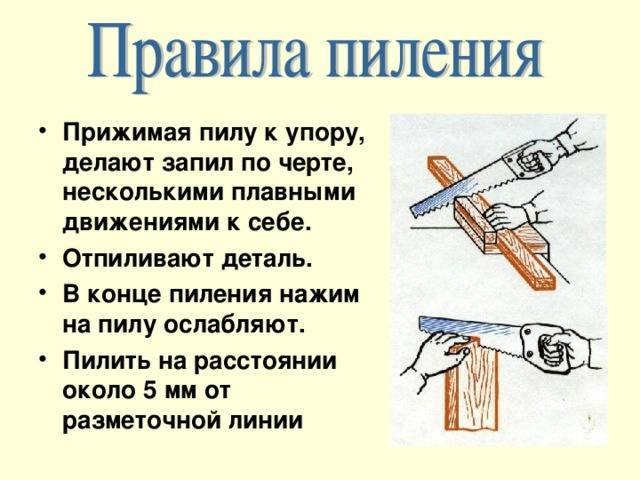 Правила пиления
• Прижимая пилу к упору,
делают запил по черте,
несколькими плавными
движениями к себе.
• Отпиливают деталь.
• В конце пиления нажим
на пилу ослабляют.
• Пилить на расстоянии
около 5 мм от
разметочной линии